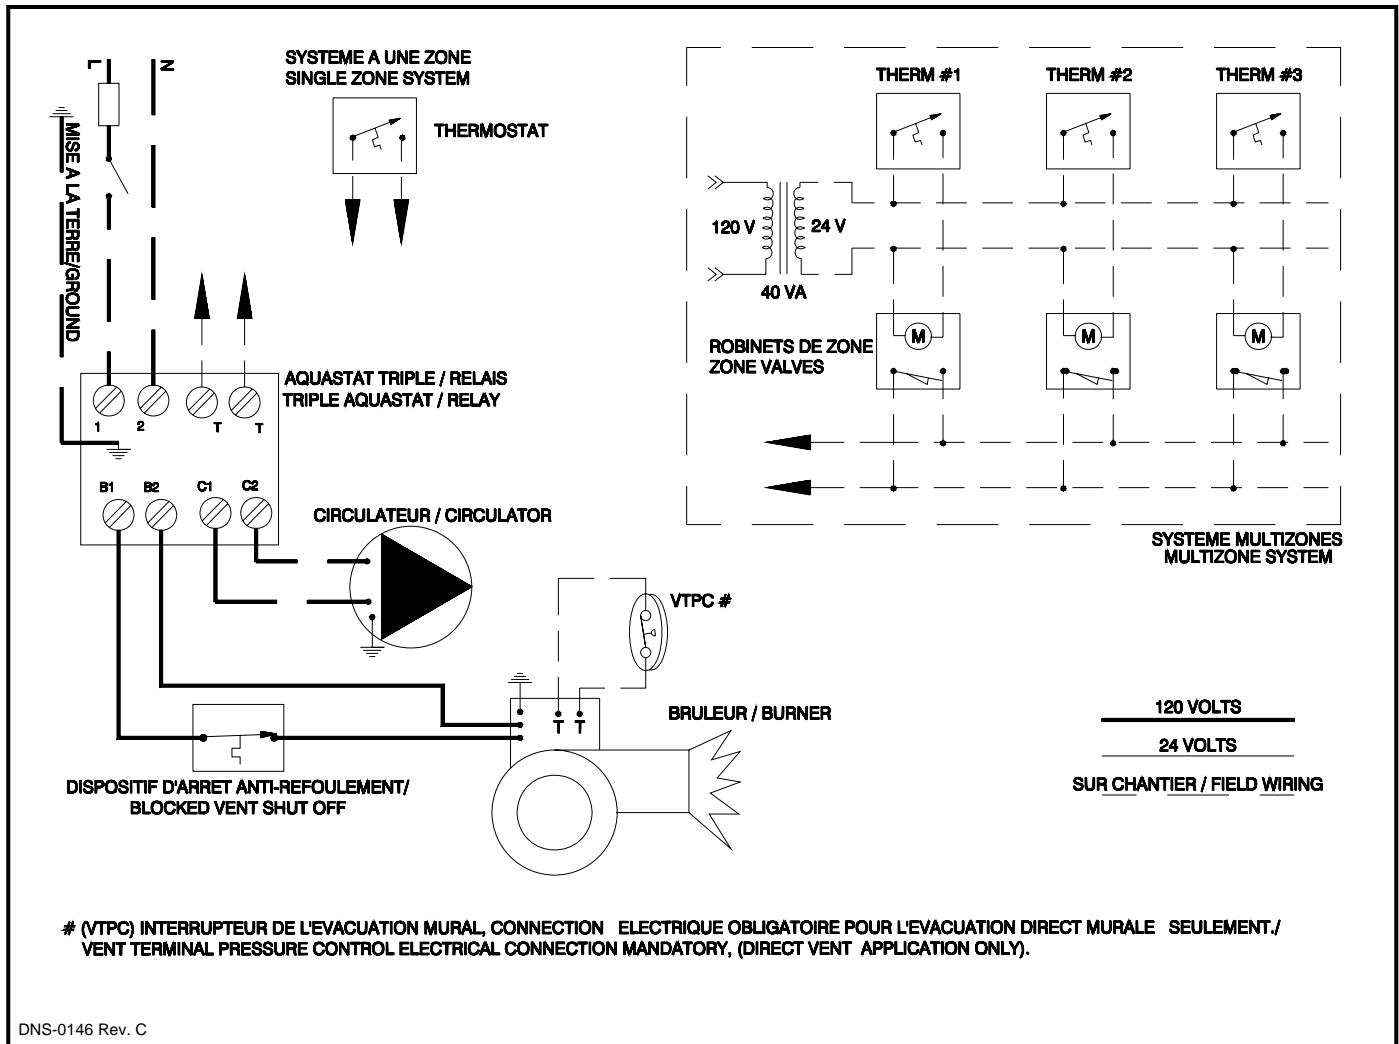 L
N
MISE A LA TERRE/GROUND
SYSTEME A UNE ZONE
SINGLE ZONE SYSTEM
THERMOSTAT
THERM #1
THERM #2
THERM #3
120 V
24 V
40 VA
ROBINETS DE ZONE
ZONE VALVES
M
M
M
SYSTEME MULTIZONES
MULTIZONE SYSTEM
AQUASTAT TRIPLE / RELAIS
TRIPLE AQUASTAT / RELAY
1
2
T
T
B1
B2
C1
C2
CIRCULATEUR / CIRCULATOR
VTPC #
T T
BRULEUR / BURNER
DISPOSITIF D'ARRET ANTI-REFOULEMENT/
BLOCKED VENT SHUT OFF
120 VOLTS
24 VOLTS
SUR CHANTIER / FIELD WIRING
# (VTPC) INTERRUPTEUR DE L'EVACUATION MURAL, CONNECTION ELECTRIQUE OBLIGATOIRE POUR L'EVACUATION DIRECT MURALE SEULEMENT./
VENT TERMINAL PRESSURE CONTROL ELECTRICAL CONNECTION MANDATORY, (DIRECT VENT APPLICATION ONLY).
DNS-0146 Rev. C